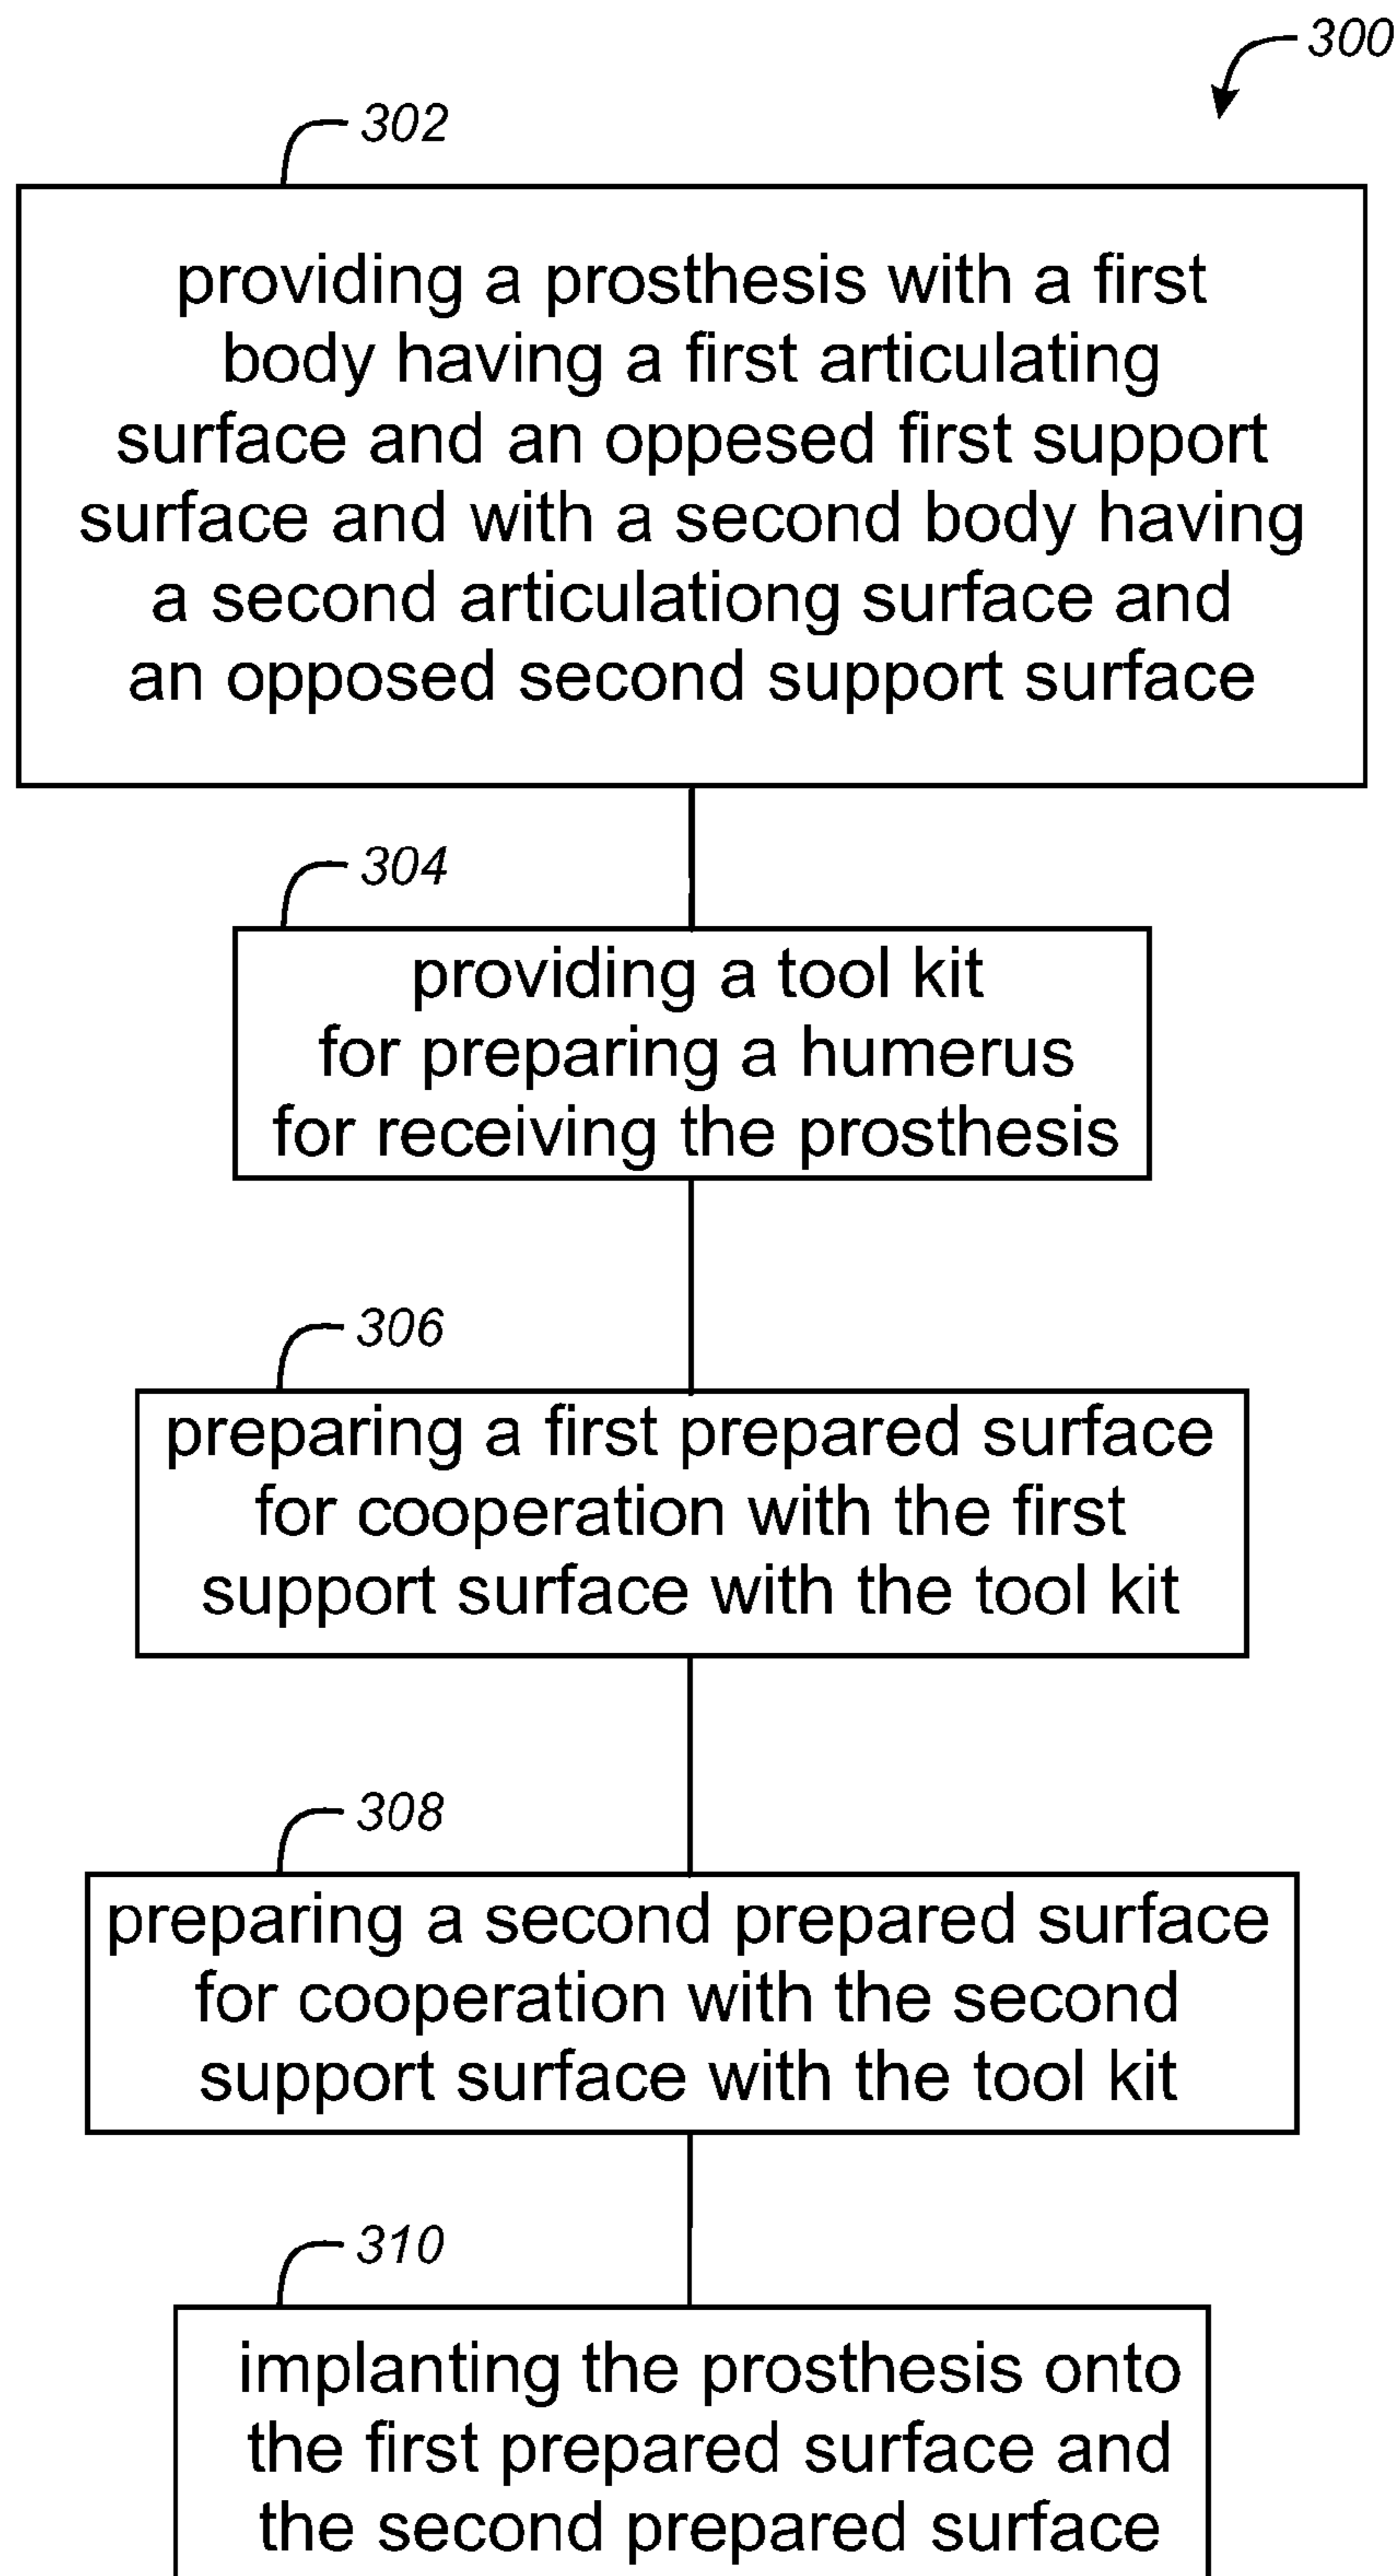 300
302
providing a prosthesis with a first
body having a first articulating
surface and an oppesed first support
surface and with a second body having
a second articulationg surface and
an opposed second support surface
304
providing a tool kit
for preparing a humerus
for receiving the prosthesis
306
preparing a first prepared surface
for cooperation with the first
support surface with the tool kit
308
preparing a second prepared surface
for cooperation with the second
support surface with the tool kit
310
implanting the prosthesis onto
the first prepared surface and
the second prepared surface